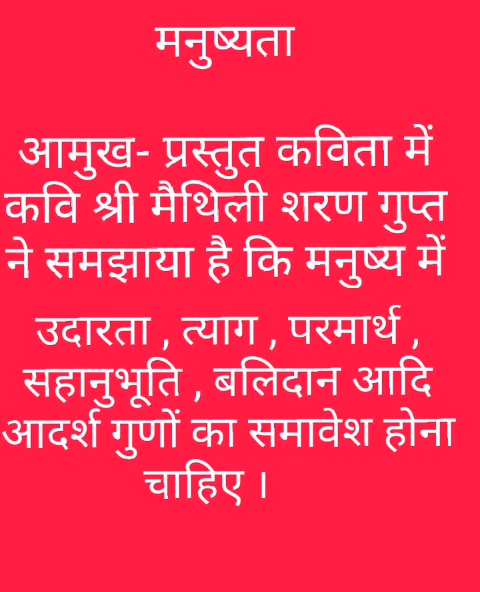 मनुष्यता
आमुख- प्रस्तुत कविता में
कवि श्री मैथिली शरण गुप्त
ने समझाया है कि मनुष्य में
उदारता , त्याग , परमार्थ ,
सहानुभूति , बलिदान आदि
आदर्श गुणों का समावेश होना
चाहिए ।